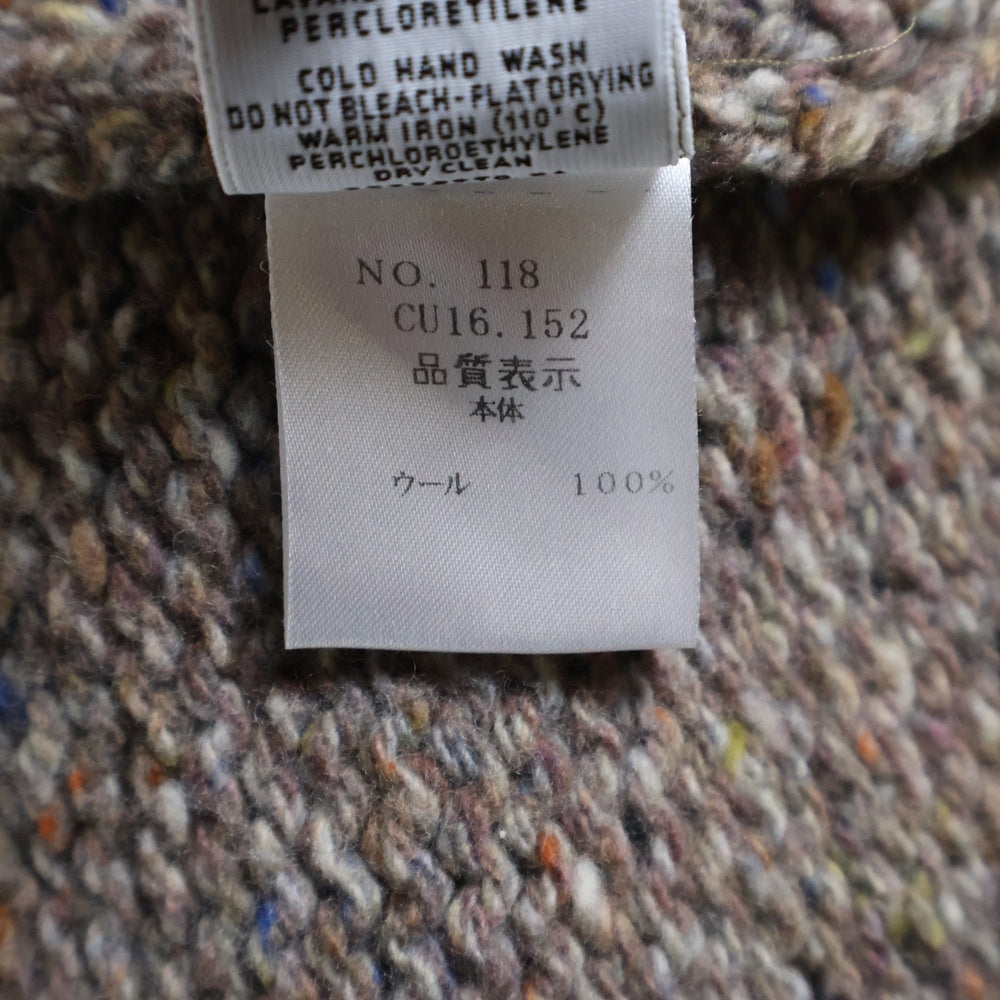 PERCLORETILENE
COLD HAND WASH
DO NOT BLEACH-FLAT DRYING
WARM IRON (110°C)
PERCHLOROETHYLENE
DRY CLEAN
NO. 118
CU16.152
品質表示
本体
ウール 100%